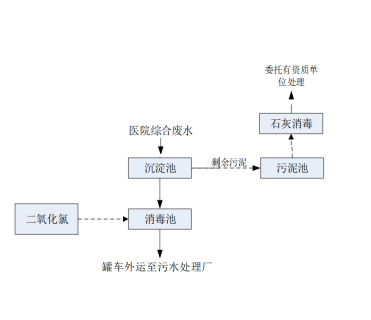 委托有资质单
位处理
石灰消毒
医院综合废水
沉淀池
剩余污泥
污泥池
二氧化氯
消毒池
罐车外运至污水处理厂